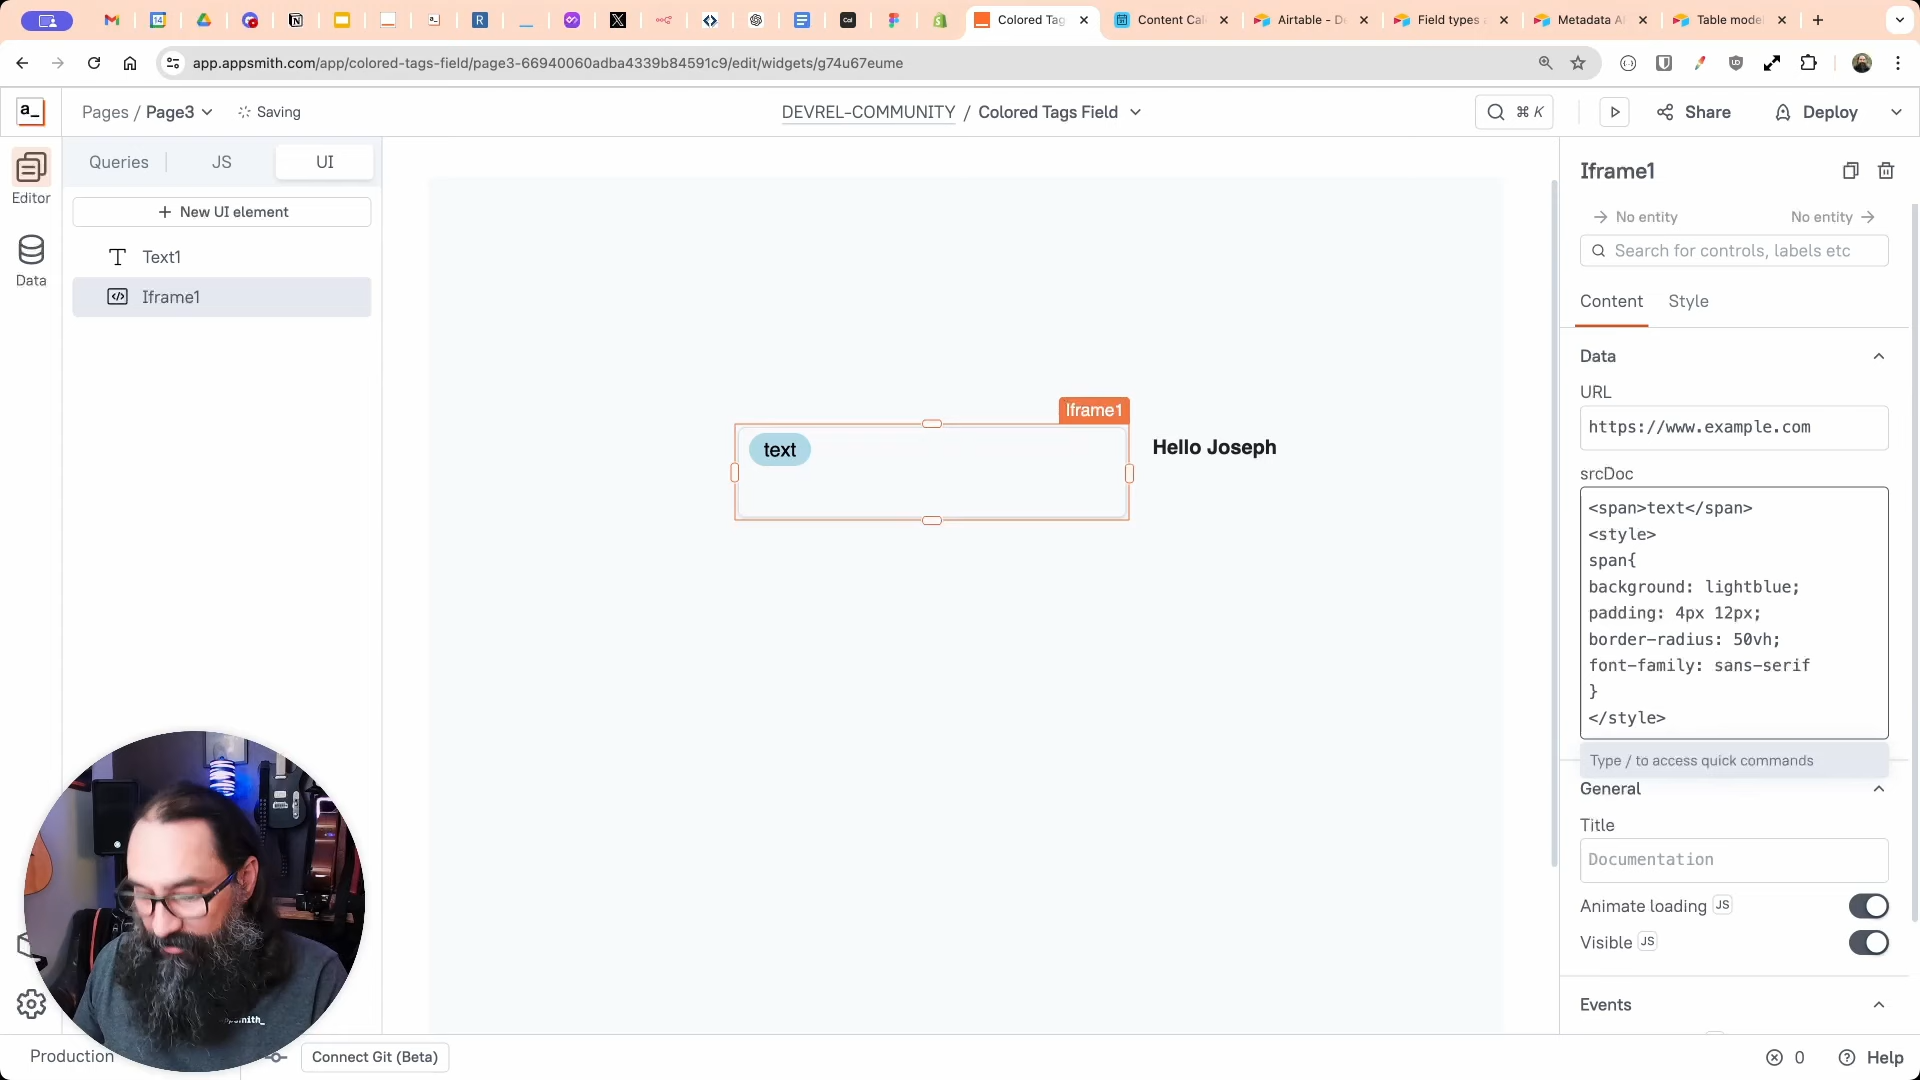 Colored Tag
Content Cal
Airtable - De
Field types a
Metadata AP
Table mode
app.appsmith.com/app/colored-tags-field/page3-66940060adba4339b84591c9/edit/widgets/g74u67eume
a_
Pages / Page3
Saving
DEVREL-COMMUNITY / Colored Tags Field
⌘ K
Share
Deploy
Editor
Data
Queries
JS
UI
+ New UI element
Text1
Iframe1
Iframe1
text
Hello Joseph
Iframe1
→ No entity
No entity →
Search for controls, labels etc
Content
Style
Data
URL
https://www.example.com
srcDoc
<span>text</span>
<style>
span{
background: lightblue;
padding: 4px 12px;
border-radius: 50vh;
font-family: sans-serif
}
</style>
Type / to access quick commands
General
Title
Documentation
Animate loading JS
Visible JS
Events
Production
Connect Git (Beta)
0
Help